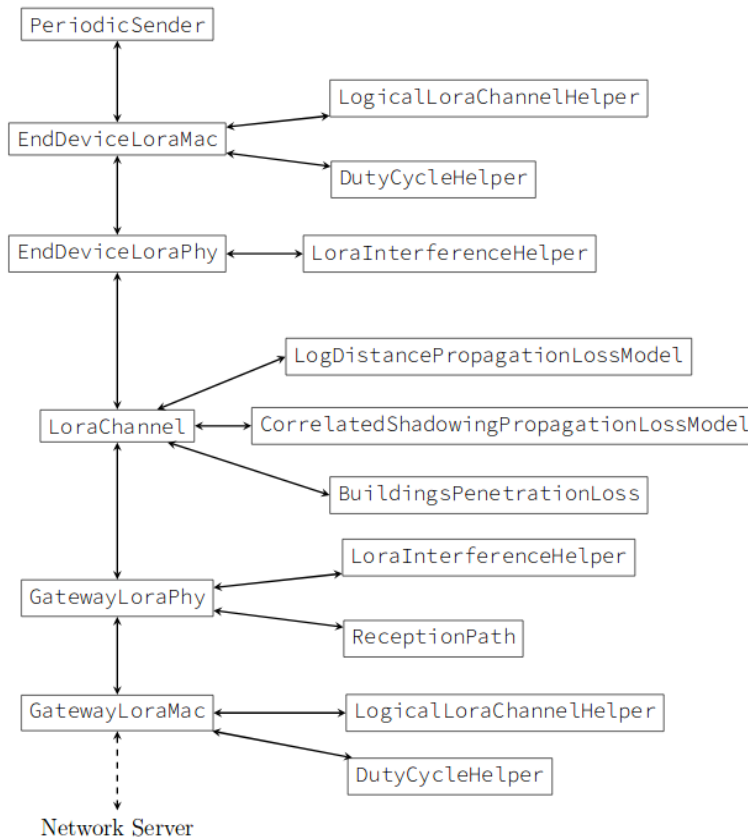 PeriodicSender
LogicalLoraChannelHelper
EndDeviceLoraMac
DutyCycleHelper
EndDeviceLoraPhy
LoraInterferenceHelper
LogDistancePropagationLossModel
LoraChannel
CorrelatedShadowingPropagationLossModel
BuildingsPenetrationLoss
LoraInterferenceHelper
GatewayLoraPhy
ReceptionPath
GatewayLoraMac
LogicalLoraChannelHelper
DutyCycleHelper
Network Server